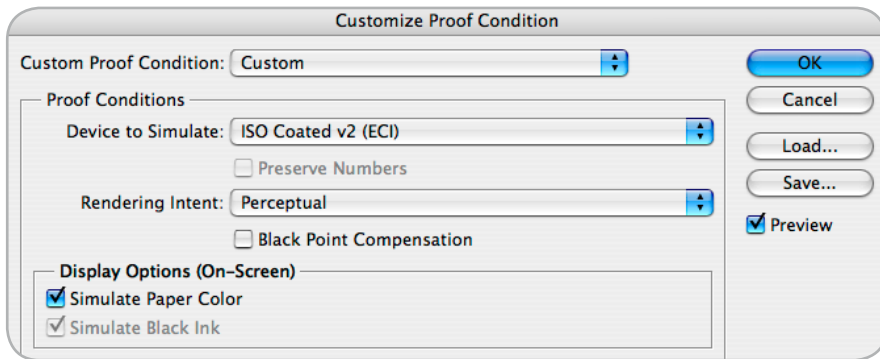 Customize Proof Condition
Custom Proof Condition: Custom
OK
Proof Conditions
Cancel
Device to Simulate: ISO Coated v2 (ECI)
Load...
Preserve Numbers
Save...
Rendering Intent: Perceptual
Preview
Black Point Compensation
Display Options (On-Screen)
Simulate Paper Color
Simulate Black Ink